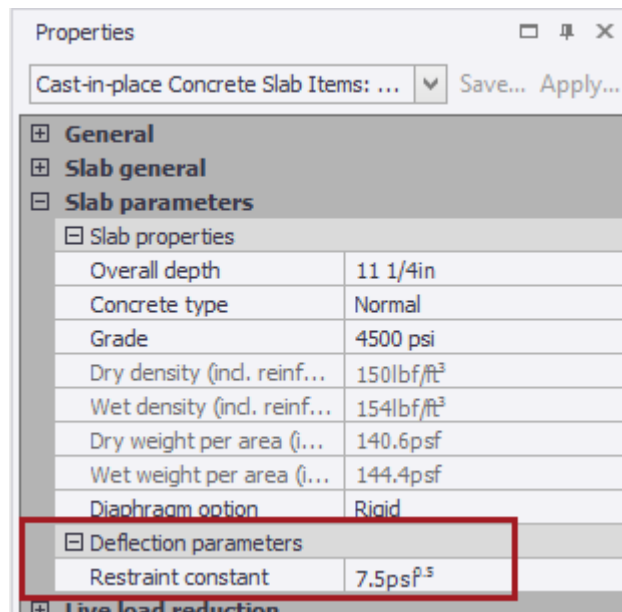 Properties
Cast-in-place Concrete Slab Items: ... Save... Apply...
General
Slab general
Slab parameters
Slab properties
Overall depth 11 1/4in
Concrete type Normal
Grade 4500 psi
Dry density (incl. reinf... 150lbf/ft³
Wet density (incl. reinf... 154lbf/ft³
Dry weight per area (i... 140.6psf
Wet weight per area (i... 144.4psf
Diaphragm option Rigid
Deflection parameters
Restraint constant 7.5psi⁰·⁵
Live load reduction